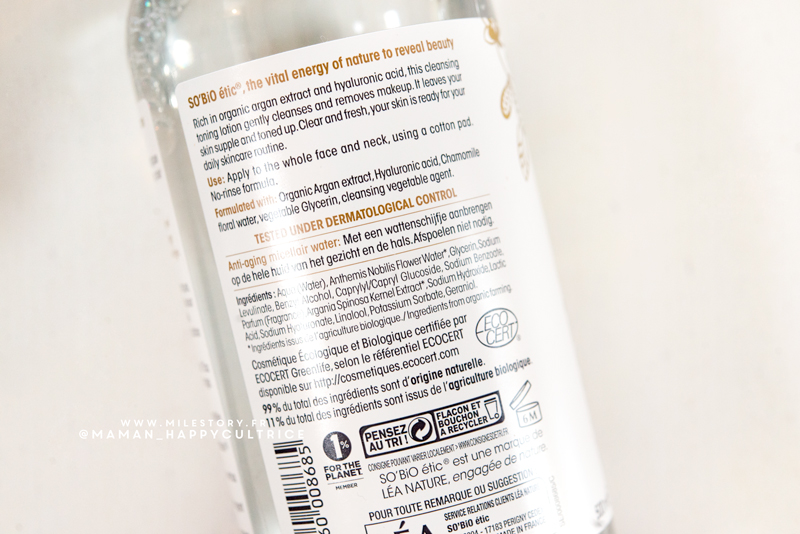 SO'BiO étic®, the vital energy of nature to reveal beauty
Rich in organic argan extract and hyaluronic acid, this cleansing
toning lotion gently cleanses and removes makeup. It leaves your
skin supple and toned up. Clear and fresh, your skin is ready for your
daily skincare routine.
Use: Apply to the whole face and neck, using a cotton pad.
No-rinse formula.
Formulated with: Organic Argan extract, Hyaluronic acid, Chamomile
floral water, vegetable Glycerin, cleansing vegetable agent.
TESTED UNDER DERMATOLOGICAL CONTROL
Anti-aging micellair water: Met een wattenschijfje aanbrengen
op de hele huid van het gezicht en de hals. Afspoelen niet nodig.
Ingrédients: Aqua (Water), Anthemis Nobilis Flower Water*, Glycerin, Sodium
Levulinate, Benzyl Alcohol, Caprylyl/Capryl Glucoside, Sodium Benzoate,
Parfum (Fragrance), Argania Spinosa Kernel Extract*, Sodium Hydroxide, Lactic
Acid, Sodium Hyaluronate, Linalool, Potassium Sorbate, Geraniol.
*Ingrédients issus de l'agriculture biologique./Ingredients from organic farming.
Cosmétique Écologique et Biologique certifiée par
ECOCERT Greenlife, selon le référentiel ECOCERT
disponible sur http://cosmetiques.ecocert.com
ECO
CERT
99% du total des ingrédients sont d'origine naturelle.
11% du total des ingrédients sont issus de l'agriculture biologique.
6M
1%
FOR THE
PLANET
MEMBER
PENSEZ
AU TRI !
FLACON ET
BOUCHON
À RECYCLER
CONSIGNE POUVANT VARIER LOCALEMENT > WWW.CONSIGNESDETRI.FR
SO'BiO étic® est une marque de
LÉA NATURE, engagée de nature
POUR TOUTE REMARQUE OU SUGGESTION
SERVICE RELATIONS CLIENTS LÉA
SO'BiO étic
17183 PERIGNY
MADE IN FRANCE
008685
WWW.MILESTORY.FR
@MAMAN_HAPPYCULTRICE